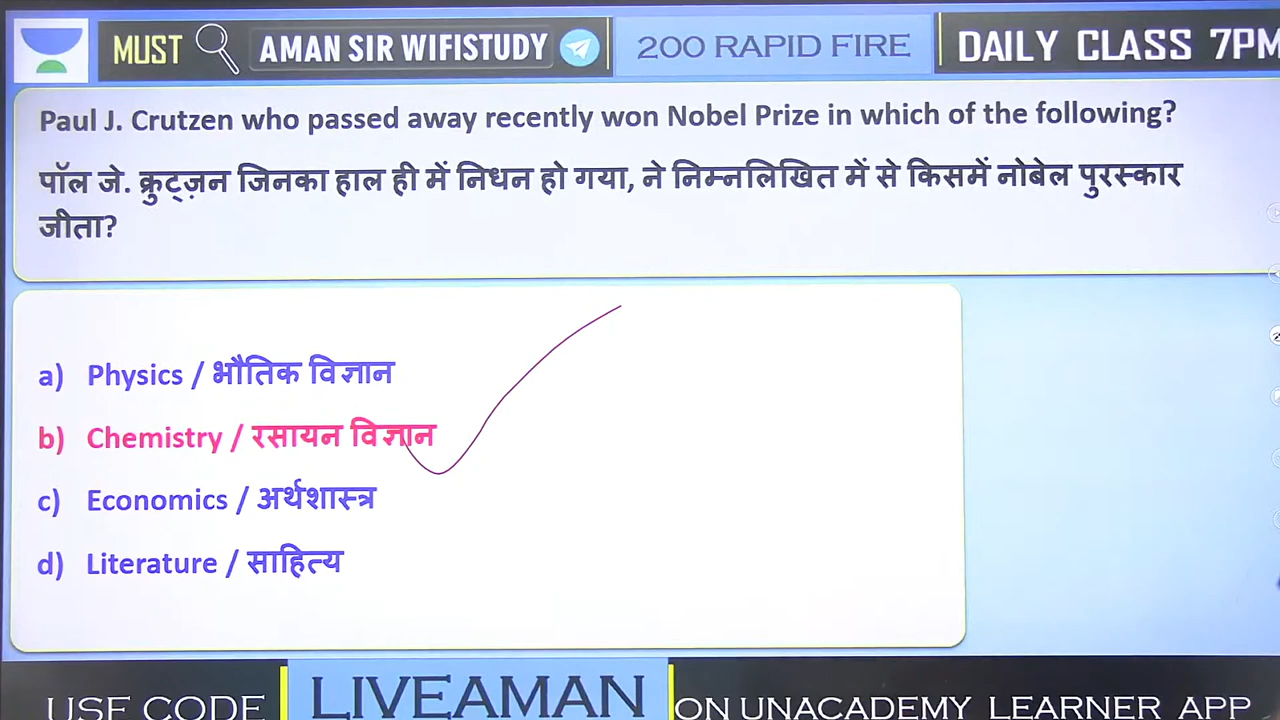 MUST AMAN SIR WIFISTUDY 200 RAPID FIRE DAILY CLASS 7PM
Paul J. Crutzen who passed away recently won Nobel Prize in which of the following?
पॉल जे. क्रुट्ज़न जिनका हाल ही में निधन हो गया, ने निम्नलिखित में से किसमें नोबेल पुरस्कार
जीता?
a) Physics / भौतिक विज्ञान
b) Chemistry / रसायन विज्ञान
c) Economics / अर्थशास्त्र
d) Literature / साहित्य
USE CODE LIVEAMAN ON UNACADEMY LEARNER APP